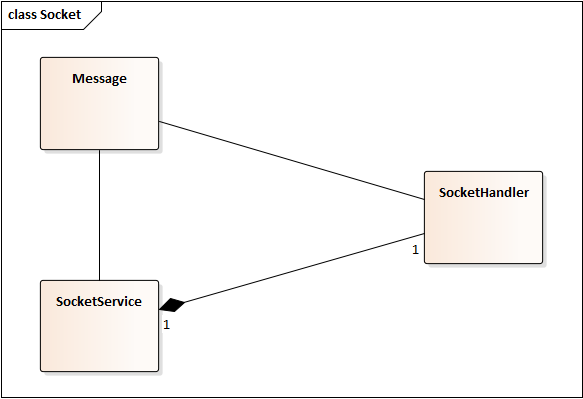 class Socket
Message
SocketHandler
1
SocketService
1